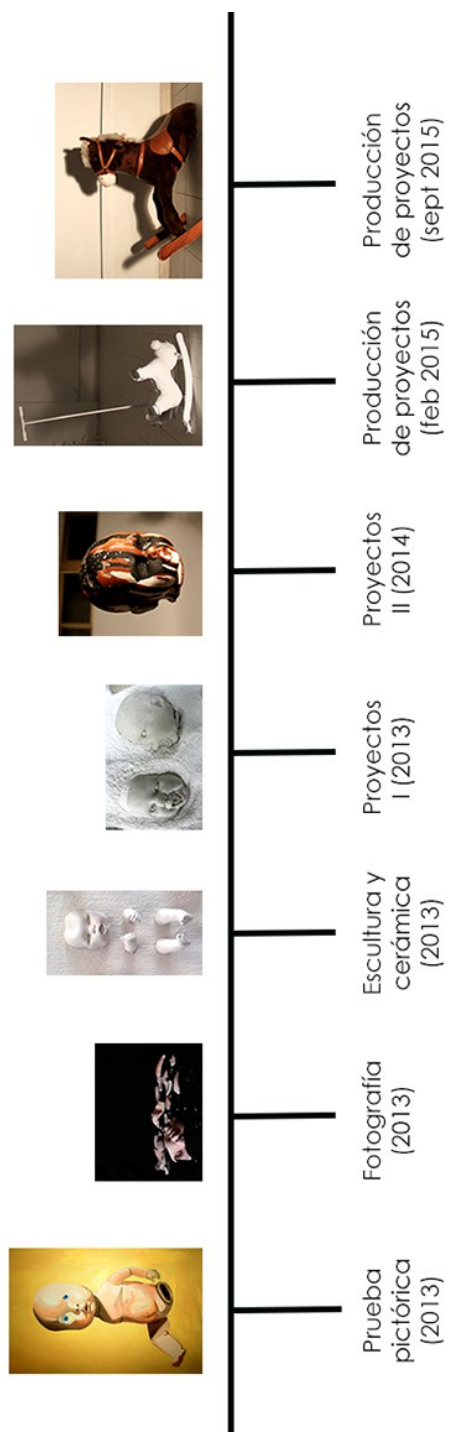 Prueba
pictórica
(2013)
Fotografía
(2013)
Escultura y
cerámica
(2013)
Proyectos
I (2013)
Proyectos
II (2014)
Producción
de proyectos
(feb 2015)
Producción
de proyectos
(sept 2015)